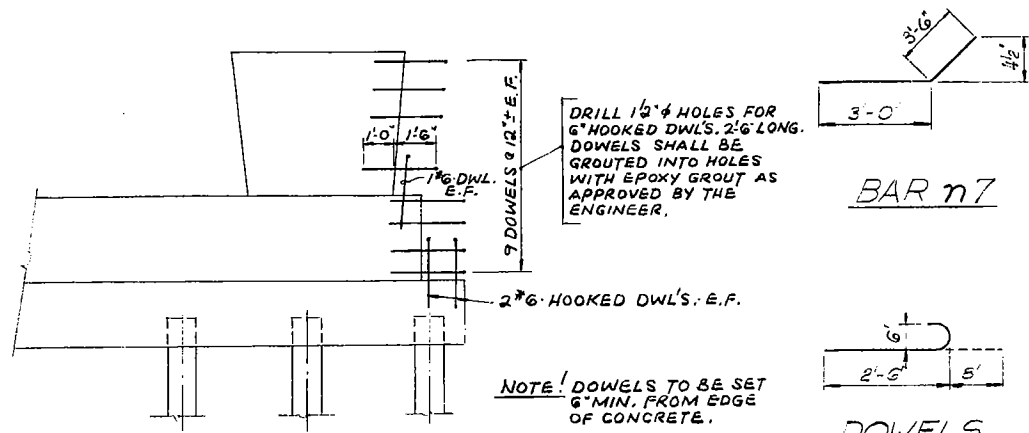 9 DOWELS @ 12"± E.F.
1'-0" 1'-6"
1 #6 DWL.
E.F.
DRILL 1½"φ HOLES FOR
6" HOOKED DWL'S. 2'-6" LONG.
DOWELS SHALL BE
GROUTED INTO HOLES
WITH EPOXY GROUT AS
APPROVED BY THE
ENGINEER.
2 #6 HOOKED DWL'S. E.F.
NOTE! DOWELS TO BE SET
6" MIN. FROM EDGE
OF CONCRETE.
3'-6"
4½"
3'-0"
BAR n7
6"
2'-6" 8"
DOWELS